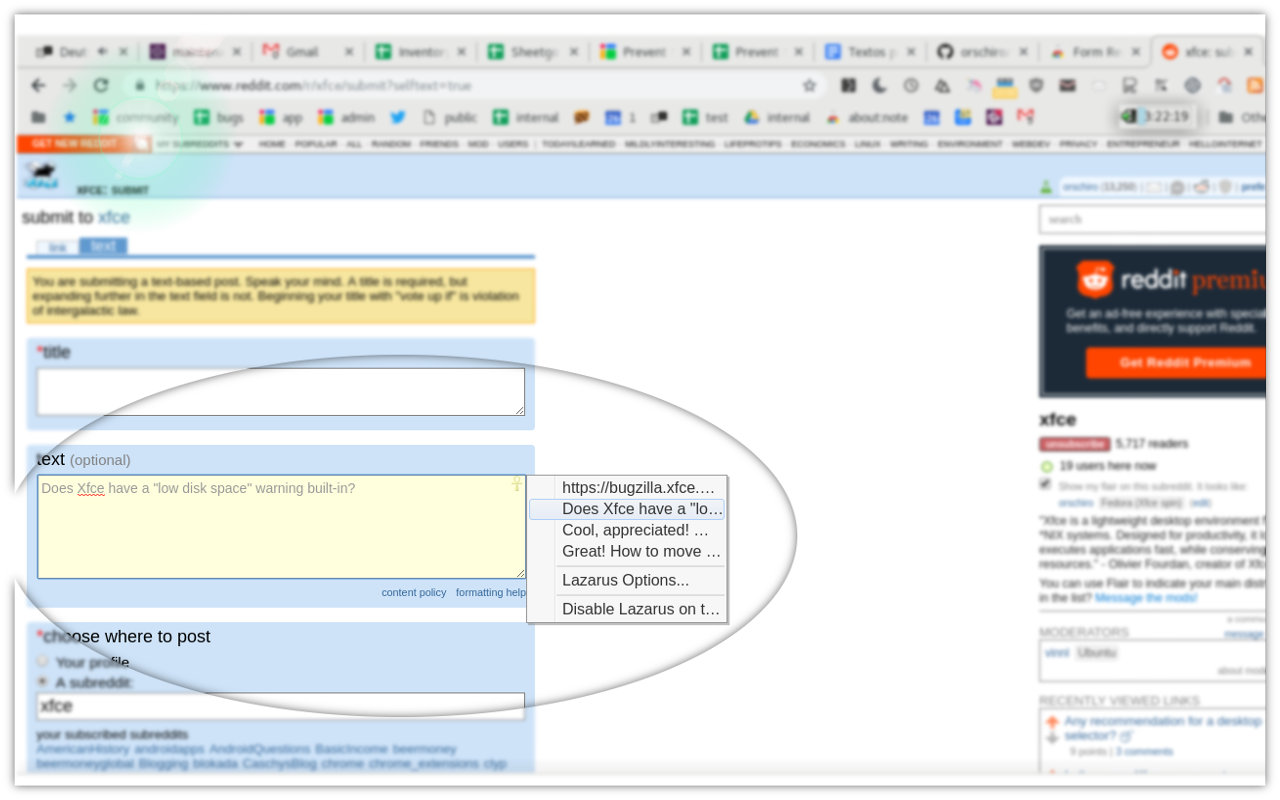 Gmail
Inventor
Sheetgo
Prevent
Prevent
Textos p
orschiro
Form Re
xfce: sub
https://www.reddit.com/r/xfce/submit?selftext=true
community
bugs
app
admin
public
internal
1
test
internal
about:note
3:22:19
Othe
GET NEW REDDIT
MY SUBREDDITS
HOME POPULAR ALL RANDOM FRIENDS MOD USERS | TODAYILEARNED MILDLYINTERESTING LIFEPROTIPS ECONOMICS LINUX WRITING ENVIRONMENT WEBDEV PRIVACY ENTREPRENEUR HELLOINTERNET
XFCE: SUBMIT
orschiro (13,250) | prefe
submit to xfce
search
link text
You are submitting a text-based post. Speak your mind. A title is required, but
expanding further in the text field is not. Beginning your title with "vote up if" is violation
of intergalactic law.
*title
text (optional)
Does Xfce have a "low disk space" warning built-in?
https://bugzilla.xfce.…
Does Xfce have a "lo…
Cool, appreciated! …
Great! How to move …
Lazarus Options...
Disable Lazarus on t…
content policy formatting help
*choose where to post
Your profile
A subreddit:
xfce
your subscribed subreddits
AmericanHistory androidapps AndroidQuestions BasicIncome beermoney
beermoneyglobal Blogging blokada CaschysBlog chrome chrome_extensions clyp
reddit premiu
Get an ad-free experience with special
benefits, and directly support Reddit.
Get Reddit Premium
xfce
unsubscribe 5,717 readers
19 users here now
Show my flair on this subreddit. It looks like:
orschiro Fedora [Xfce spin] (edit)
"Xfce is a lightweight desktop environment f
*NIX systems. Designed for productivity, it lo
executes applications fast, while conserving
resources." - Olivier Fourdan, creator of Xfc
You can use Flair to indicate your main distr
in the list? Message the mods!
a commu
MODERATORS message
vinnl Ubuntu
about mode
RECENTLY VIEWED LINKS
Any recommendation for a desktop
selector?
9 points | 3 comments